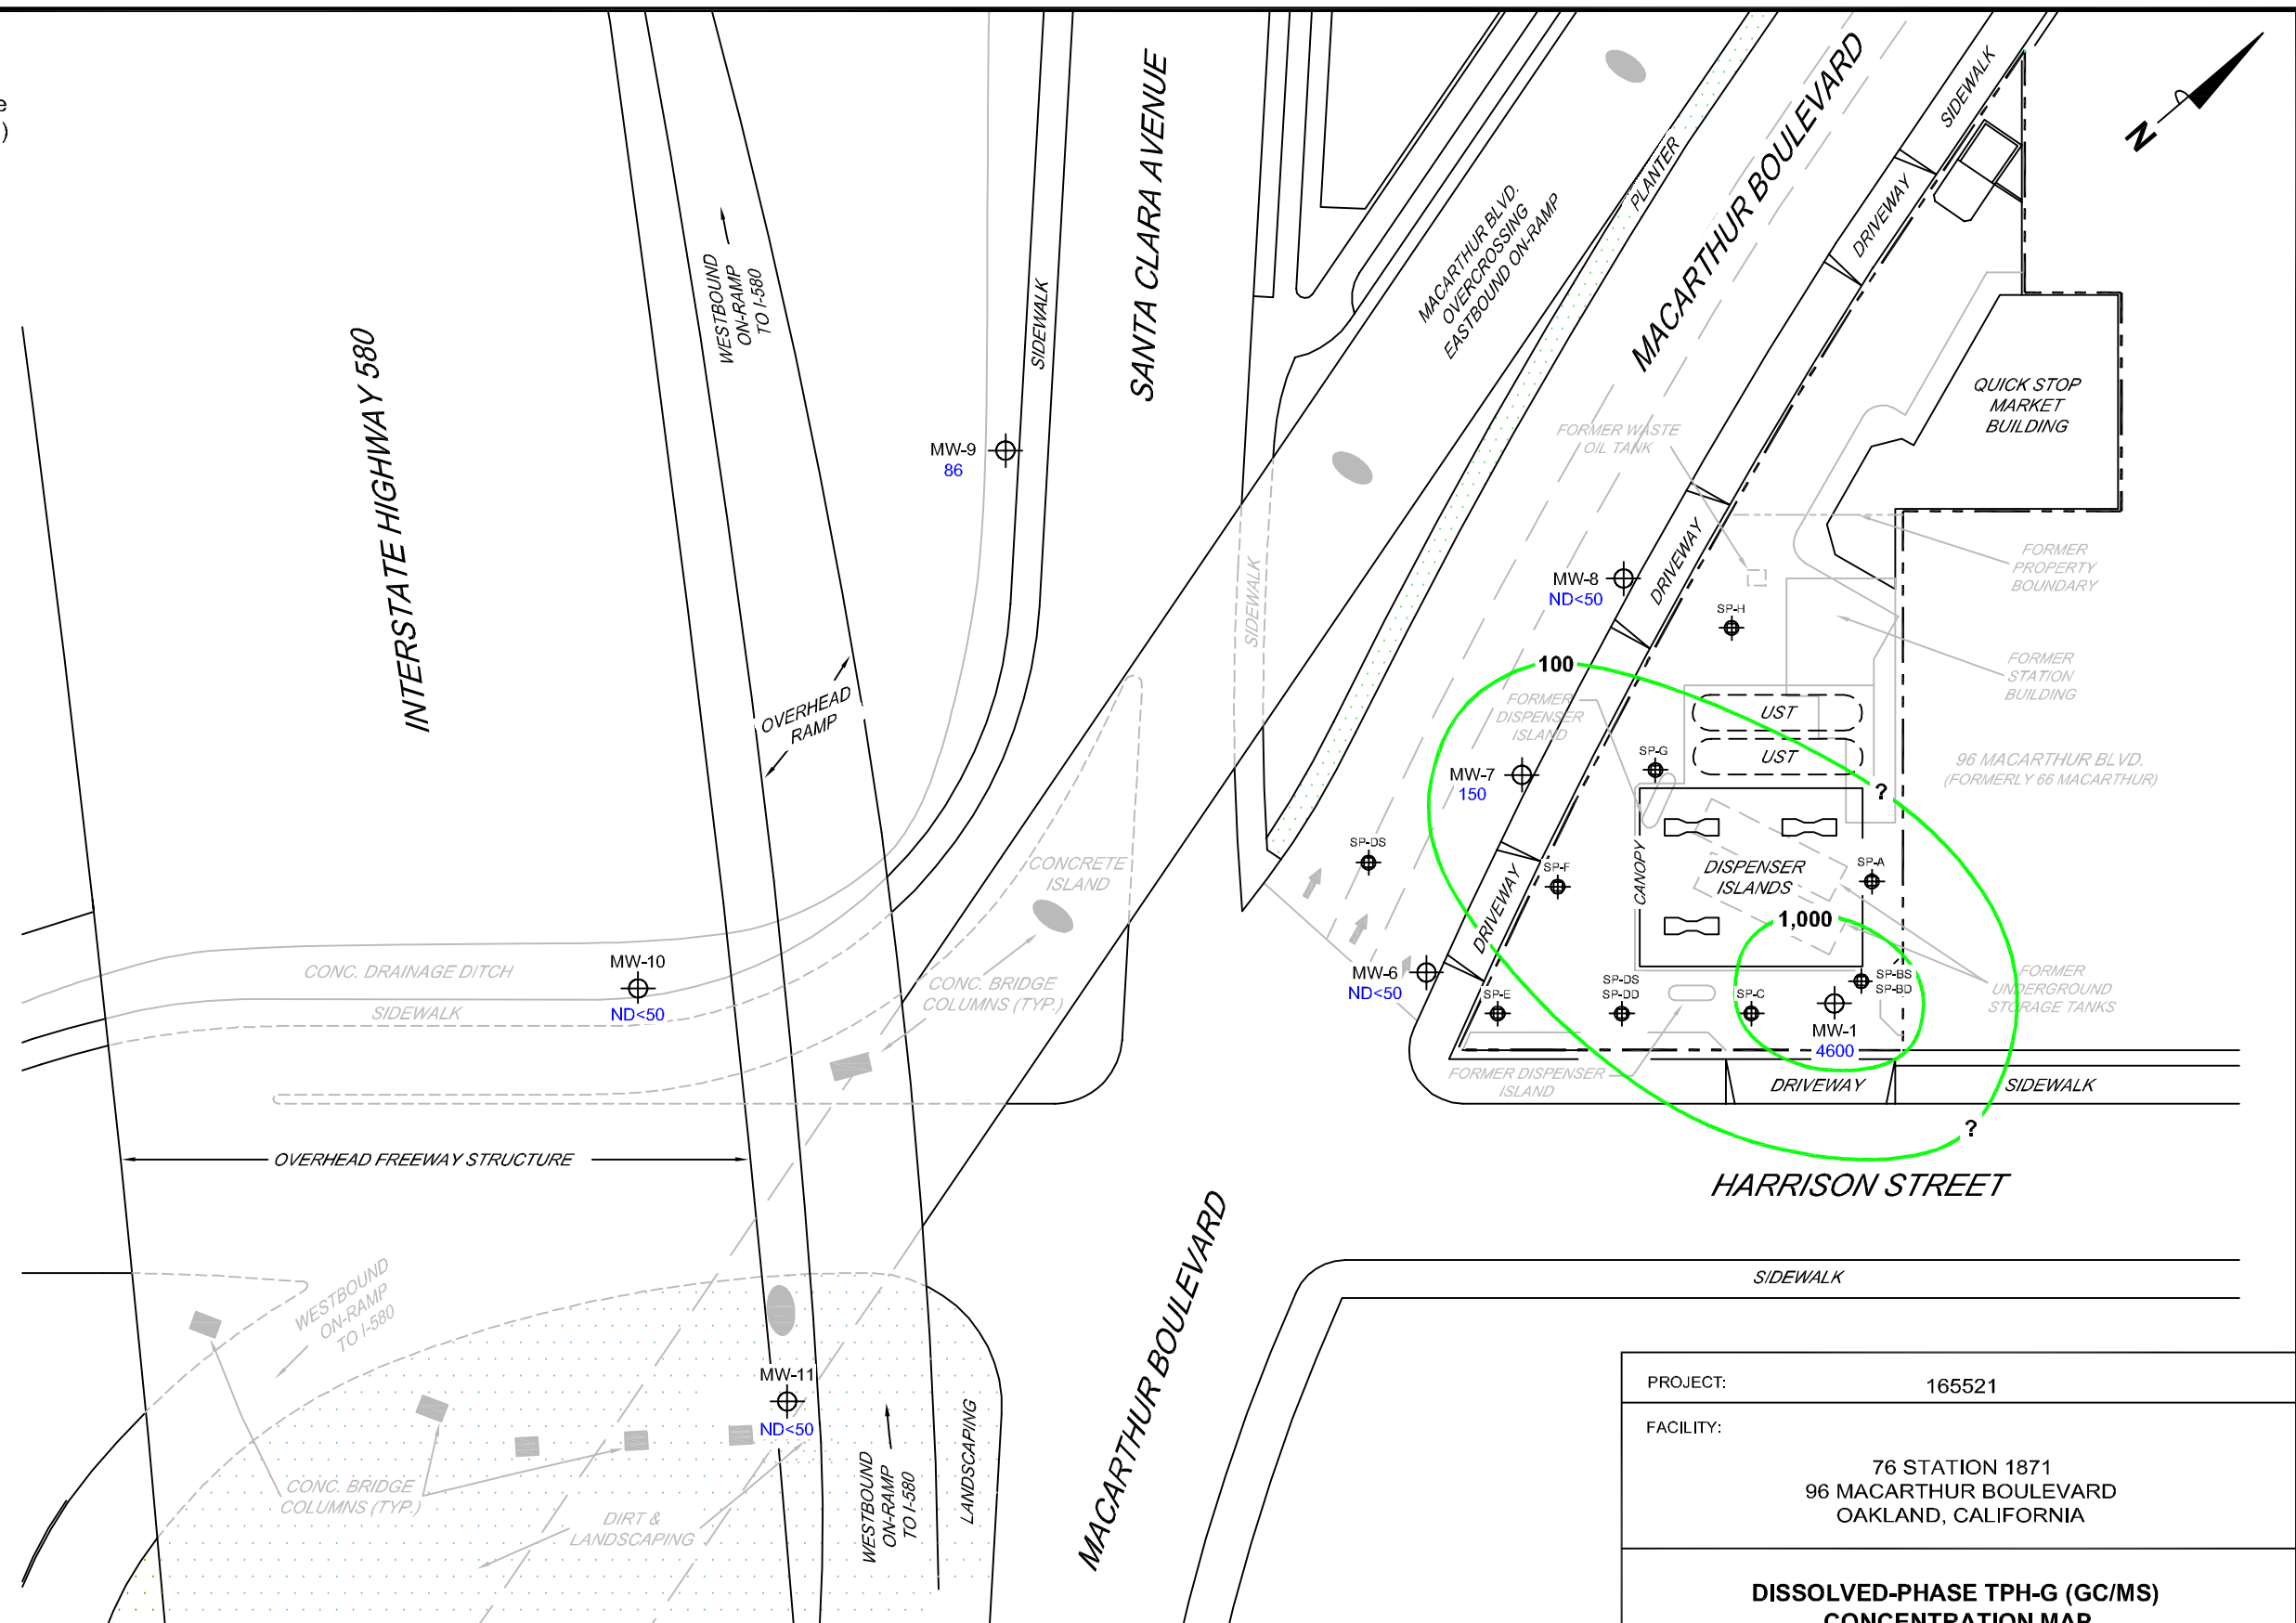 e
)
N
INTERSTATE HIGHWAY 580
WESTBOUND
ON-RAMP
TO I-580
SIDEWALK
SANTA CLARA AVENUE
MACARTHUR BLVD.
OVERCROSSING
EASTBOUND ON-RAMP
PLANTER
MACARTHUR BOULEVARD
SIDEWALK
DRIVEWAY
QUICK STOP
MARKET
BUILDING
MW-9
86
FORMER WASTE
OIL TANK
SIDEWALK
MW-8
ND<50
DRIVEWAY
SP-H
FORMER
PROPERTY
BOUNDARY
FORMER
STATION
BUILDING
100
FORMER
DISPENSER
ISLAND
UST
UST
OVERHEAD
RAMP
SP-G
MW-7
150
96 MACARTHUR BLVD.
(FORMERLY 66 MACARTHUR)
?
SP-DS
SP-F
CANOPY
DISPENSER
ISLANDS
SP-A
DRIVEWAY
1,000
CONCRETE
ISLAND
CONC. DRAINAGE DITCH
SIDEWALK
MW-10
ND<50
CONC. BRIDGE
COLUMNS (TYP.)
MW-6
ND<50
SP-E
SP-DS
SP-DD
SP-C
SP-BS
SP-BD
MW-1
4600
FORMER
UNDERGROUND
STORAGE TANKS
FORMER DISPENSER
ISLAND
DRIVEWAY
SIDEWALK
?
OVERHEAD FREEWAY STRUCTURE
HARRISON STREET
SIDEWALK
WESTBOUND
ON-RAMP
TO I-580
MACARTHUR BOULEVARD
MW-11
ND<50
CONC. BRIDGE
COLUMNS (TYP.)
DIRT &
LANDSCAPING
WESTBOUND
ON-RAMP
TO I-580
LANDSCAPING
PROJECT:
165521
FACILITY:
76 STATION 1871
96 MACARTHUR BOULEVARD
OAKLAND, CALIFORNIA
DISSOLVED-PHASE TPH-G (GC/MS)
CONCENTRATION MAP